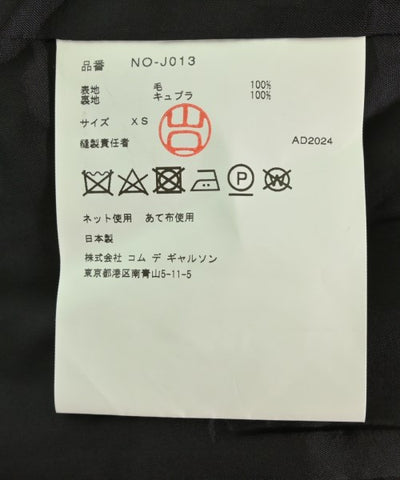 品番 NO-J013
表地 毛 100%
裏地 キュプラ 100%
サイズ XS
縫製責任者 AD2024
ネット使用 あて布使用
日本製
株式会社 コム デ ギャルソン
東京都港区南青山5-11-5